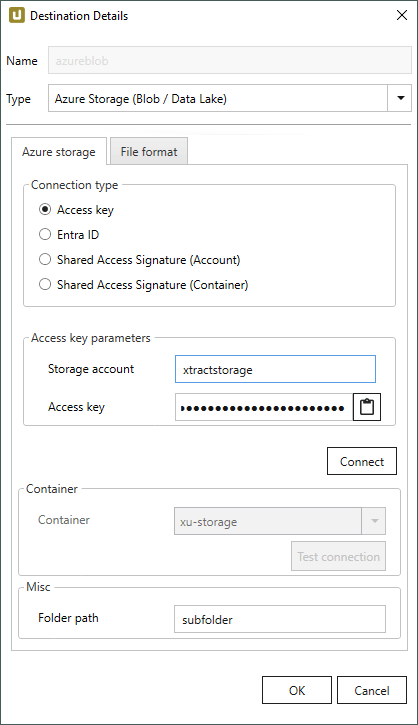 Destination Details
Name azureblob
Type Azure Storage (Blob / Data Lake)
Azure storage File format
Connection type
Access key
Entra ID
Shared Access Signature (Account)
Shared Access Signature (Container)
Access key parameters
Storage account xtractstorage
Access key ••••••••••••••••••••••••
Connect
Container
Container xu-storage
Test connection
Misc
Folder path subfolder
OK Cancel